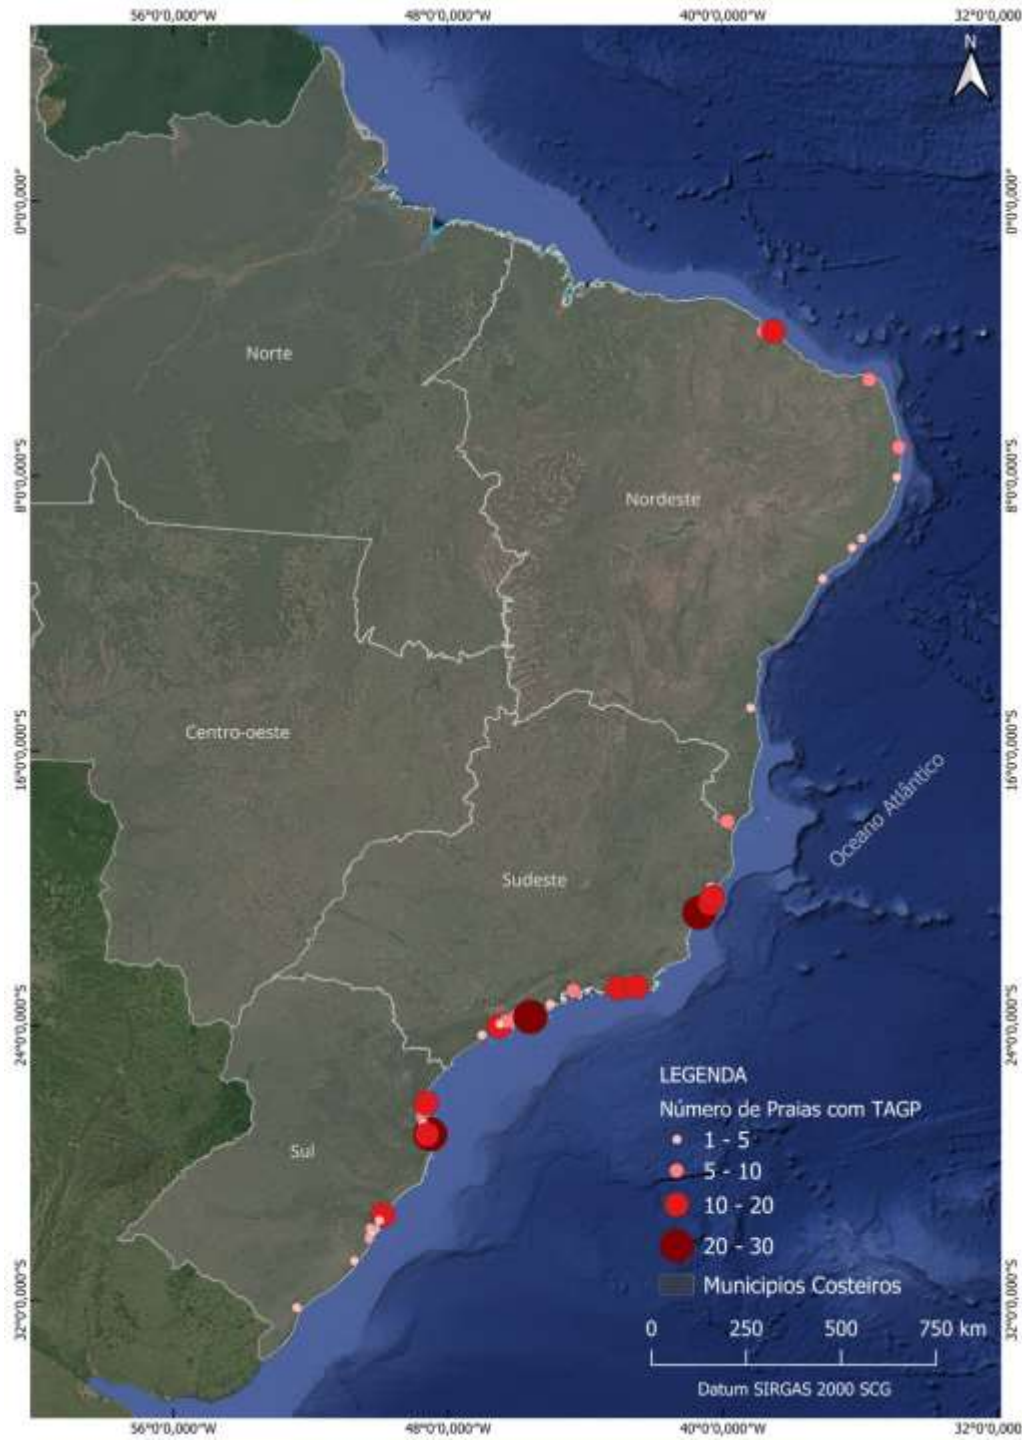 56°0'0,000"W 48°0'0,000"W 40°0'0,000"W 32°0'0,000
N
0°0'0,000" 0°0'0,000"
Norte
8°0'0,000"S 8°0'0,000"S
Nordeste
Centro-oeste
16°0'0,000"S 16°0'0,000"S
Oceano Atlântico
Sudeste
24°0'0,000"S 24°0'0,000"S
Sul
LEGENDA
Número de Praias com TAGP
1 - 5
5 - 10
10 - 20
20 - 30
Municipios Costeiros
32°0'0,000"S 32°0'0,000"S
0 250 500 750 km
Datum SIRGAS 2000 SCG
56°0'0,000"W 48°0'0,000"W 40°0'0,000"W 32°0'0,000